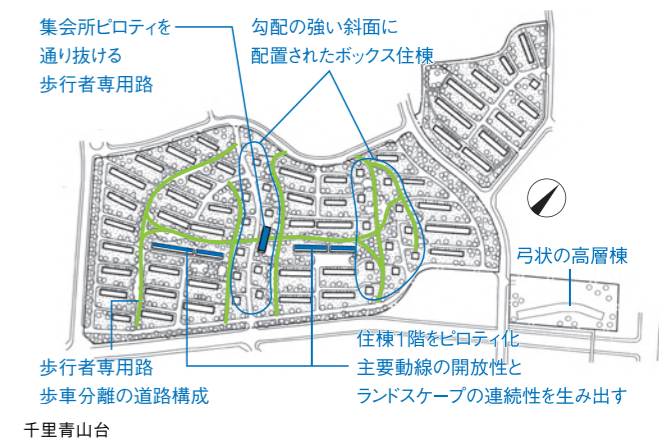 集会所ピロティを
通り抜ける
歩行者専用路
勾配の強い斜面に
配置されたボックス住棟
弓状の高層棟
歩行者専用路
歩車分離の道路構成
住棟1階をピロティ化
主要動線の開放性と
ランドスケープの連続性を生み出す
千里青山台